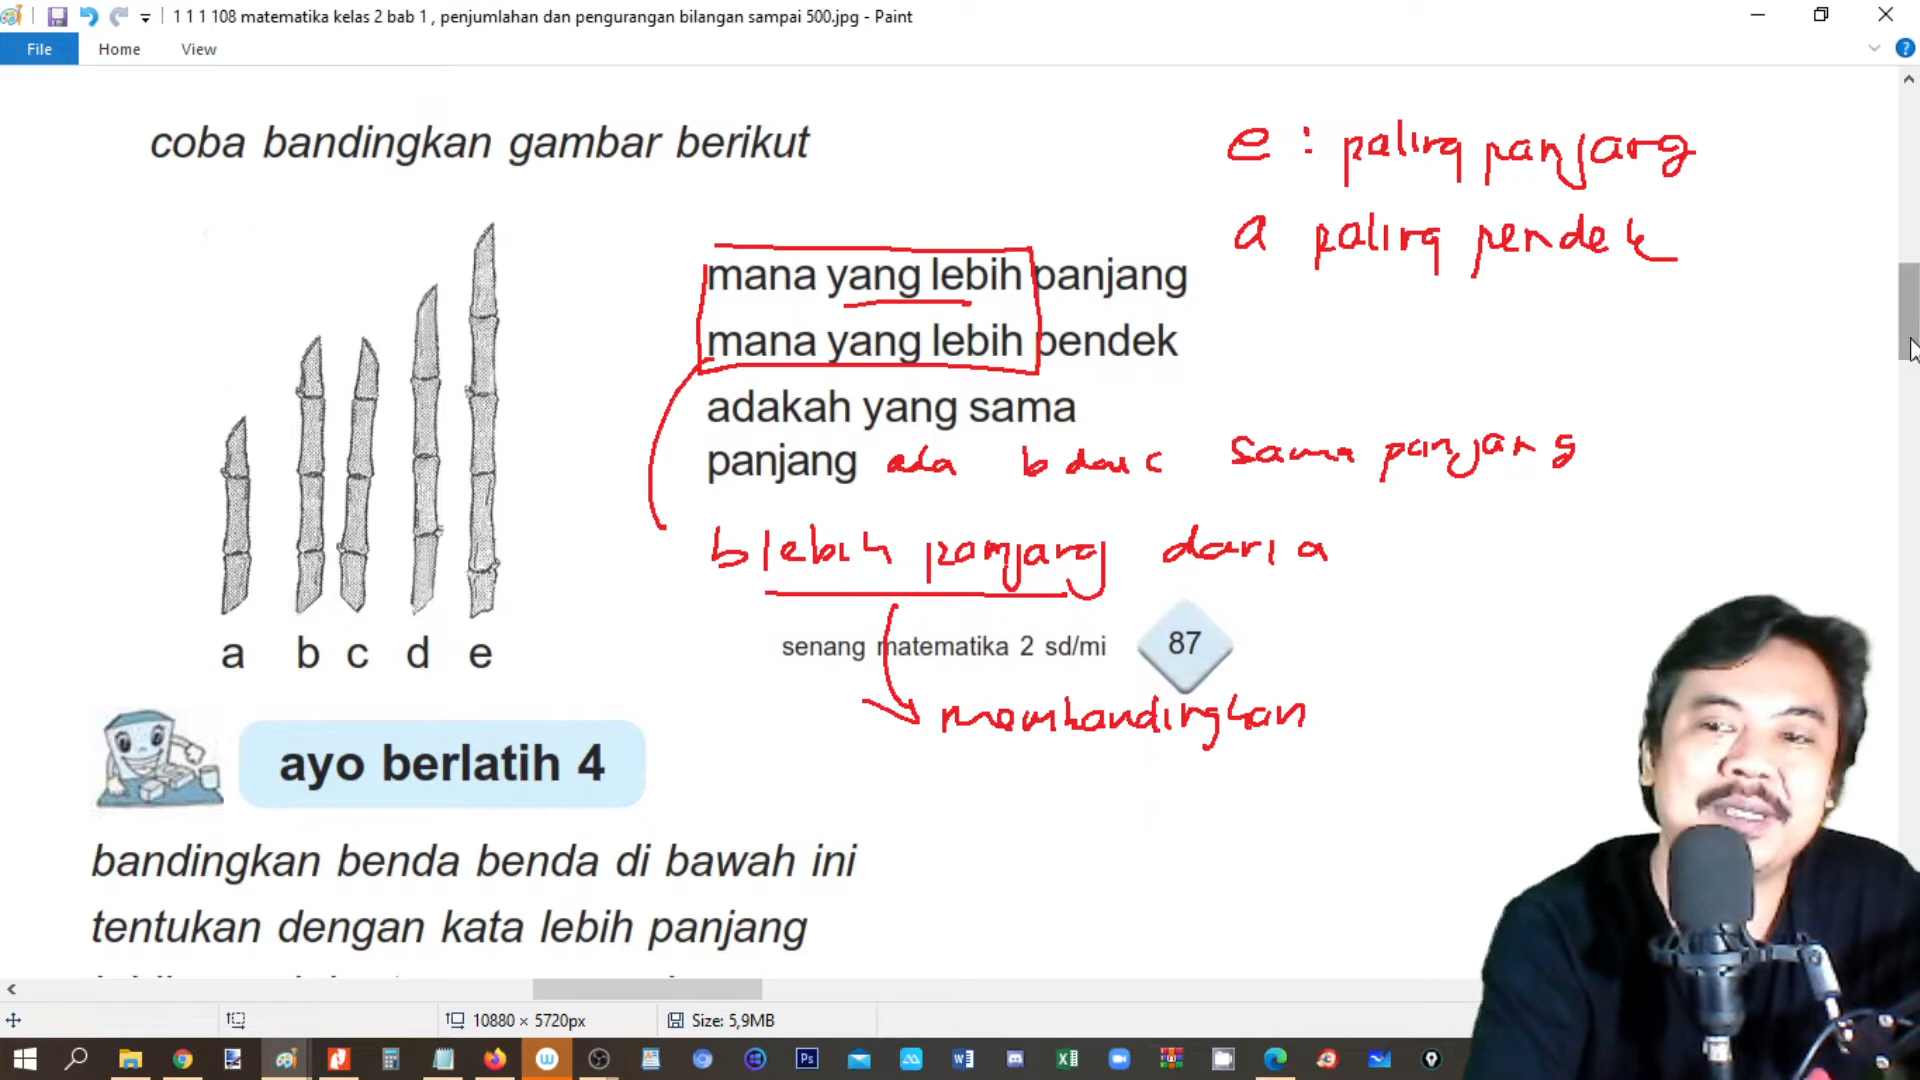 1 1 1 108 matematika kelas 2 bab 1 , penjumlahan dan pengurangan bilangan sampai 500.jpg - Paint
File Home View
coba bandingkan gambar berikut
e : paling panjang
a paling pendek
mana yang lebih panjang
mana yang lebih pendek
adakah yang sama
panjang ada b dan c sama panjang
b lebih panjang dari a
a b c d e
senang matematika 2 sd/mi 87
membandingkan
ayo berlatih 4
bandingkan benda benda di bawah ini
tentukan dengan kata lebih panjang
10880 × 5720px Size: 5,9MB